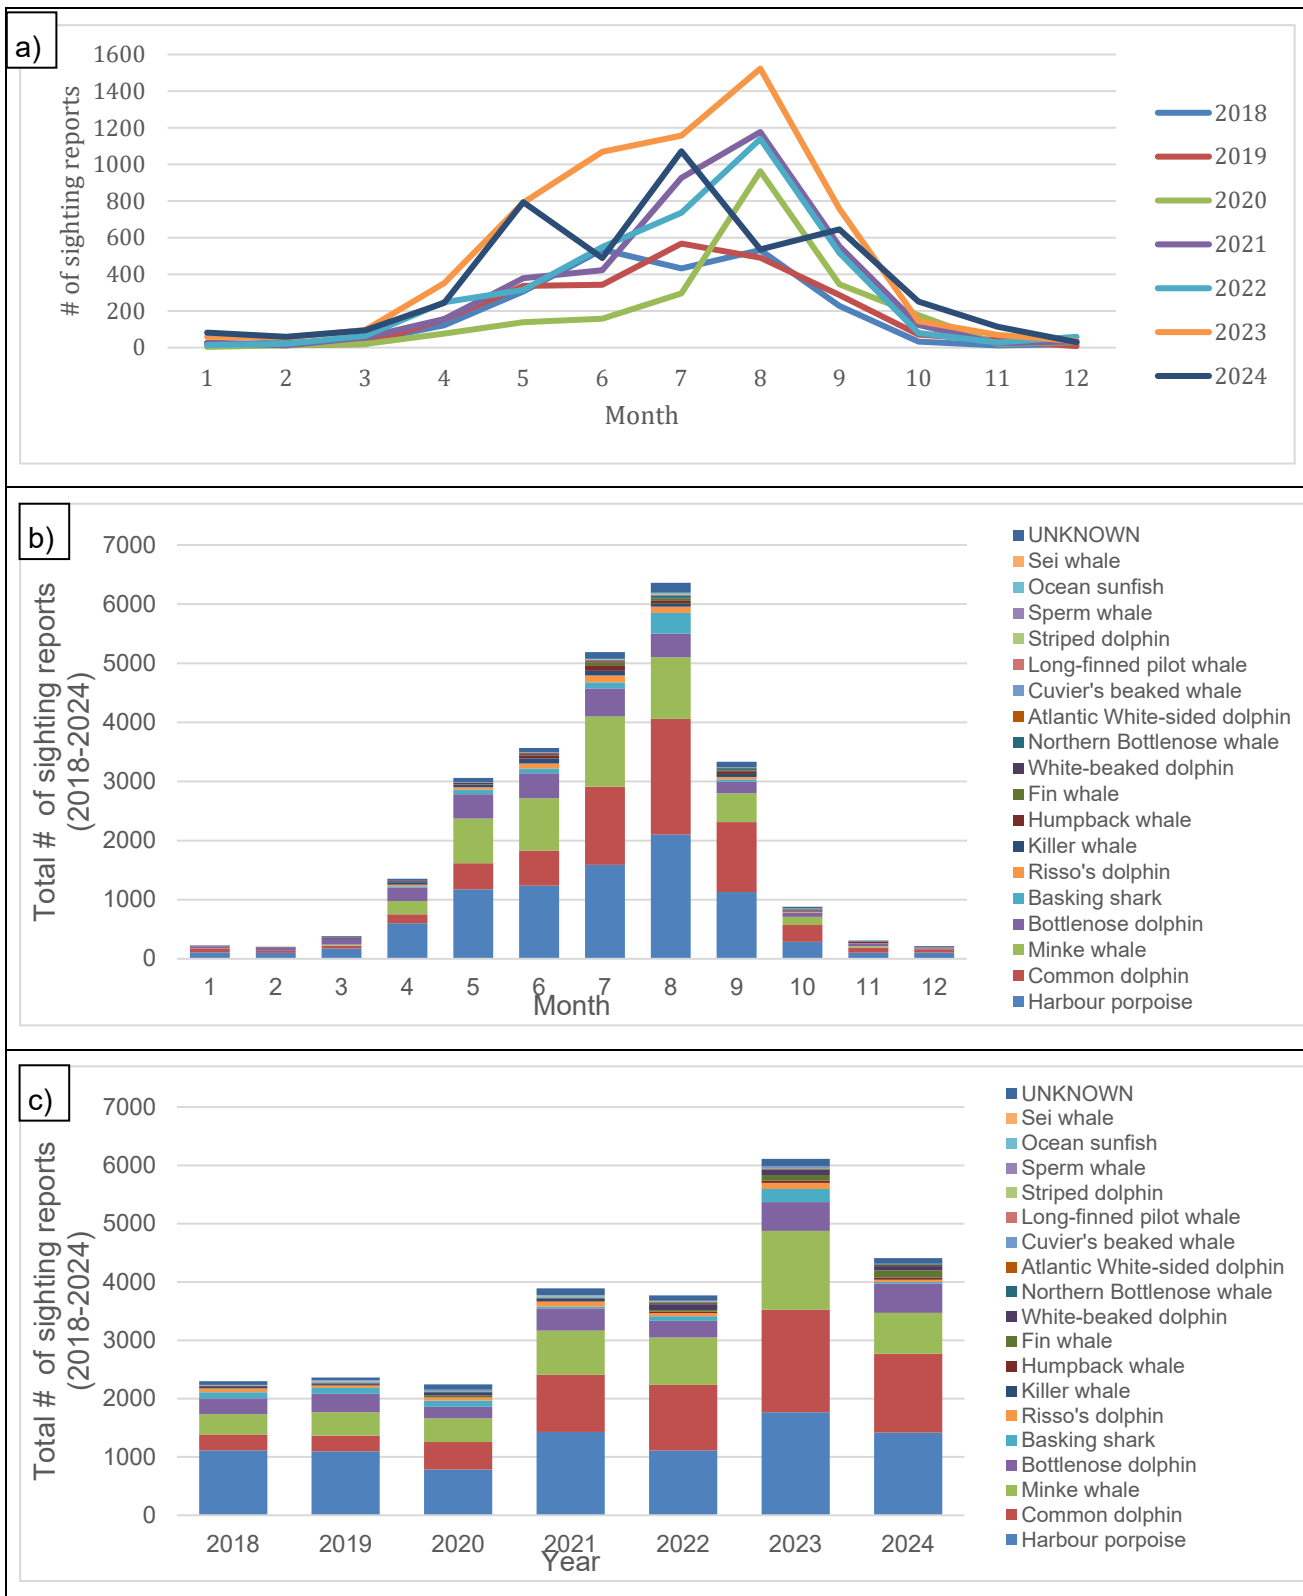 a)
# of sighting reports
1600
1400
1200
1000
800
600
400
200
0
1 2 3 4 5 6 7 8 9 10 11 12
Month
2018
2019
2020
2021
2022
2023
2024
b)
Total # of sighting reports
(2018-2024)
7000
6000
5000
4000
3000
2000
1000
0
1 2 3 4 5 6 7 8 9 10 11 12
Month
UNKNOWN
Sei whale
Ocean sunfish
Sperm whale
Striped dolphin
Long-finned pilot whale
Cuvier's beaked whale
Atlantic White-sided dolphin
Northern Bottlenose whale
White-beaked dolphin
Fin whale
Humpback whale
Killer whale
Risso's dolphin
Basking shark
Bottlenose dolphin
Minke whale
Common dolphin
Harbour porpoise
c)
Total # of sighting reports
(2018-2024)
7000
6000
5000
4000
3000
2000
1000
0
2018 2019 2020 2021 2022 2023 2024
Year
UNKNOWN
Sei whale
Ocean sunfish
Sperm whale
Striped dolphin
Long-finned pilot whale
Cuvier's beaked whale
Atlantic White-sided dolphin
Northern Bottlenose whale
White-beaked dolphin
Fin whale
Humpback whale
Killer whale
Risso's dolphin
Basking shark
Bottlenose dolphin
Minke whale
Common dolphin
Harbour porpoise